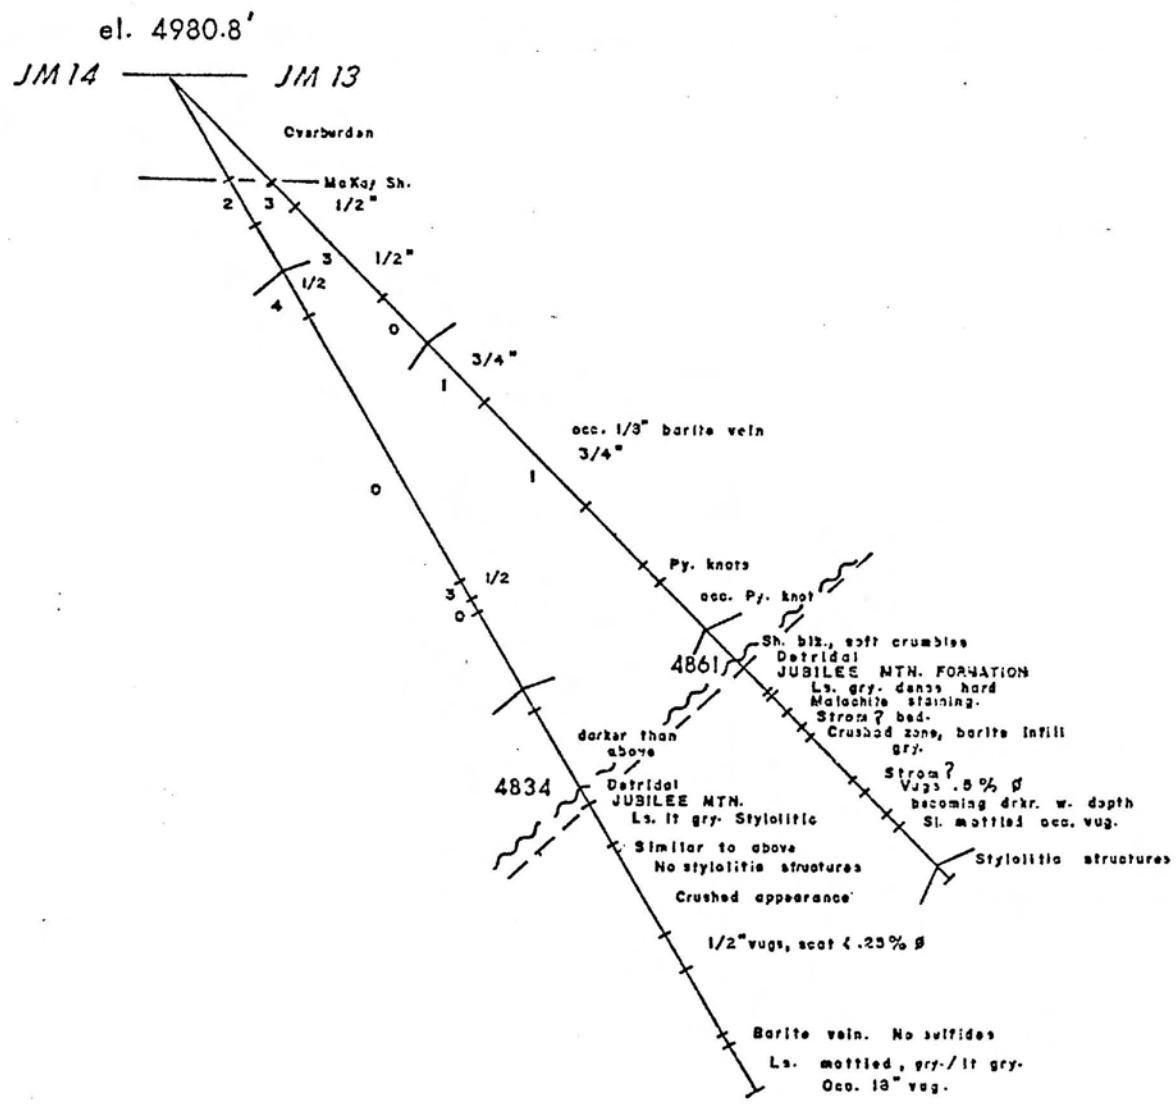 el. 4980.8'
JM 14
JM 13
Overburden
McKay Sh.
2
3
1/2"
3
1/2"
1/2
4
0
3/4"
1
occ. 1/3" barite vein
3/4"
1
0
Py. knots
1/2
3
occ. Py. knot
0
Sh. blk., soft crumbles
4861
Detridal
JUBILEE MTN. FORMATION
Ls. gry. dense hard
Malachite staining.
Strom? bed.
Crushed zone, barite infill
gry.
darker than
above
Strom?
Vugs .5% ø
becoming drkr. w. depth
Sl. mottled occ. vug.
4834
Detridal
JUBILEE MTN.
Ls. lt gry. Stylolitic
Similar to above
No stylolitic structures
Stylolitic structures
Crushed appearance
1/2" vugs, scat < .25% ø
Barite vein. No sulfides
Ls. mottled, gry./lt gry.
Occ. 13" vug.